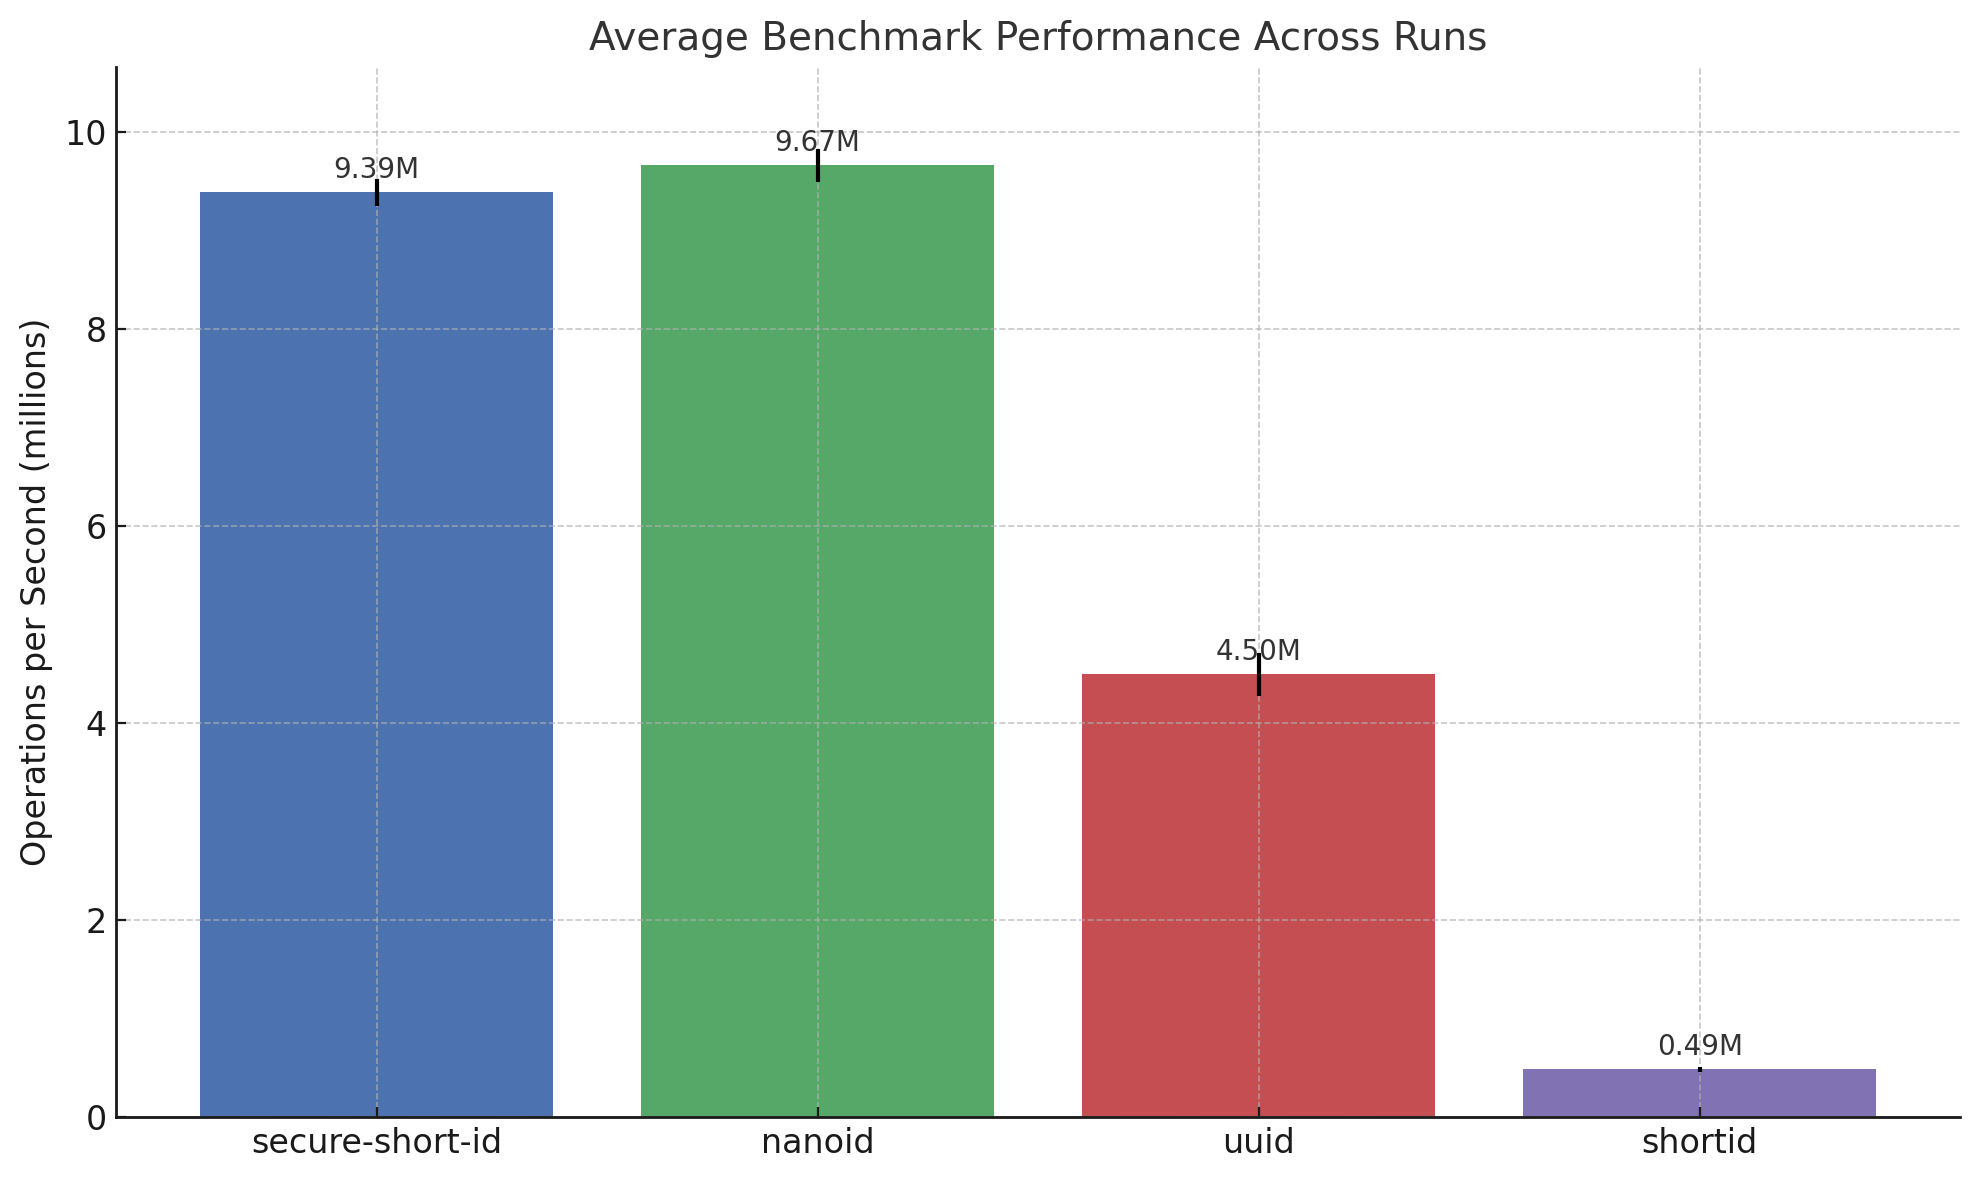 Average Benchmark Performance Across Runs
Operations per Second (millions)
10
8
6
4
2
0
9.39M
9.67M
4.50M
0.49M
secure-short-id
nanoid
uuid
shortid